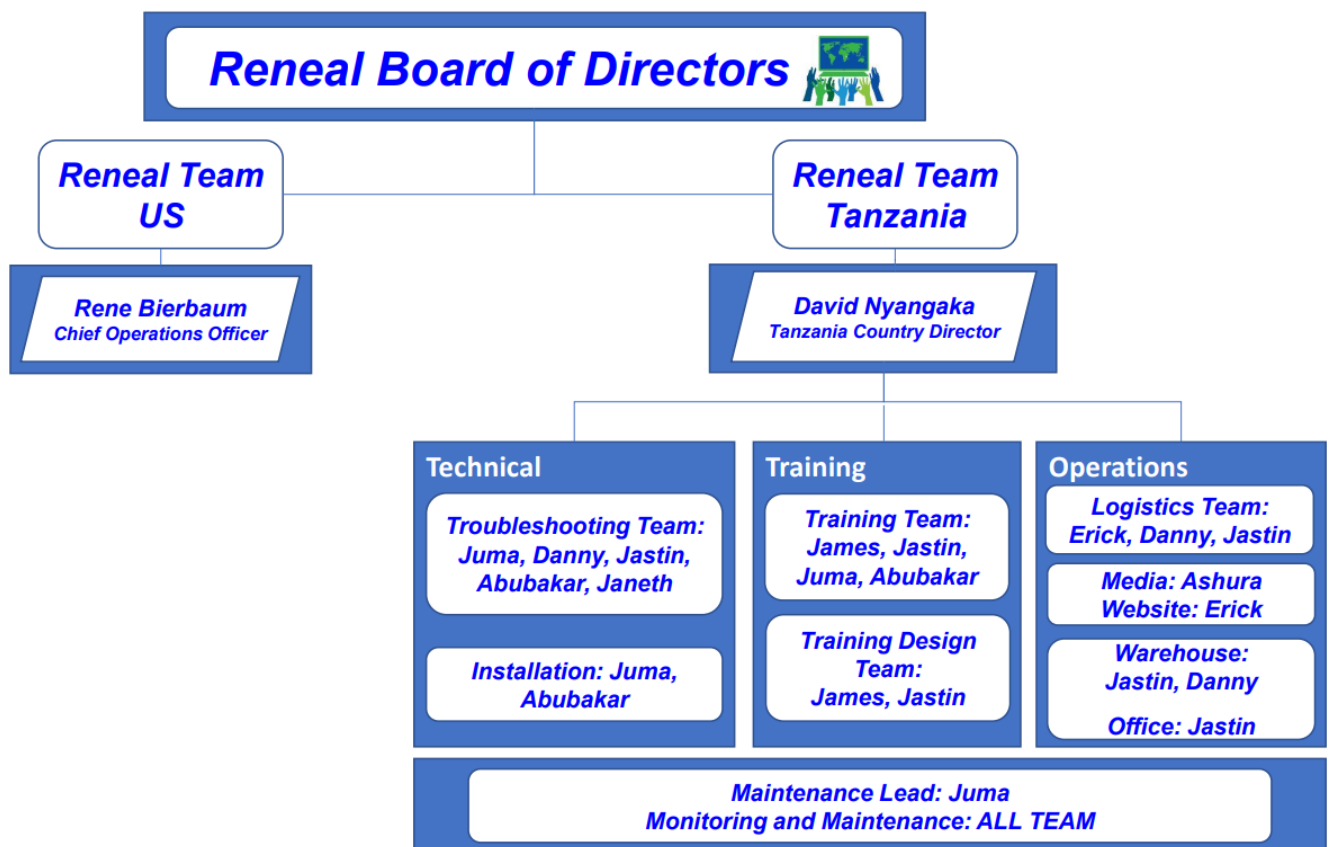 Reneal Board of Directors
Reneal Team
US
Reneal Team
Tanzania
Rene Bierbaum
Chief Operations Officer
David Nyangaka
Tanzania Country Director
Technical
Troubleshooting Team:
Juma, Danny, Jastin,
Abubakar, Janeth
Installation: Juma,
Abubakar
Training
Training Team:
James, Jastin,
Juma, Abubakar
Training Design
Team:
James, Jastin
Operations
Logistics Team:
Erick, Danny, Jastin
Media: Ashura
Website: Erick
Warehouse:
Jastin, Danny
Office: Jastin
Maintenance Lead: Juma
Monitoring and Maintenance: ALL TEAM